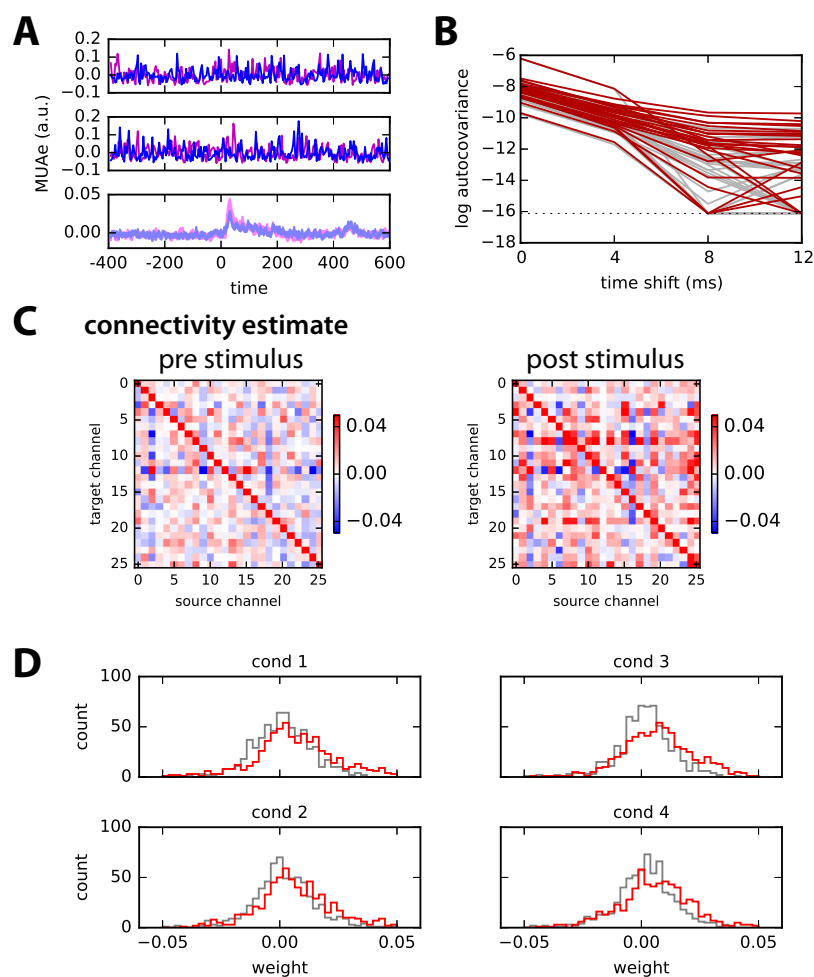 A
0.2
0.1
0.0
−0.1
0.2
0.1
0.0
−0.1
0.05
0.00
-400 -200 0 200 400 600
MUAe (a.u.)
time
B
−6
−8
−10
−12
−14
−16
−18
0 4 8 12
log autocovariance
time shift (ms)
C
connectivity estimate
pre stimulus
0
5
10
15
20
25
0 5 10 15 20 25
target channel
source channel
0.04
0.00
−0.04
post stimulus
0
5
10
15
20
25
0 5 10 15 20 25
target channel
source channel
0.04
0.00
−0.04
D
cond 1
100
50
0
count
cond 3
cond 2
100
50
0
count
−0.05 0.00 0.05
weight
cond 4
−0.05 0.00 0.05
weight